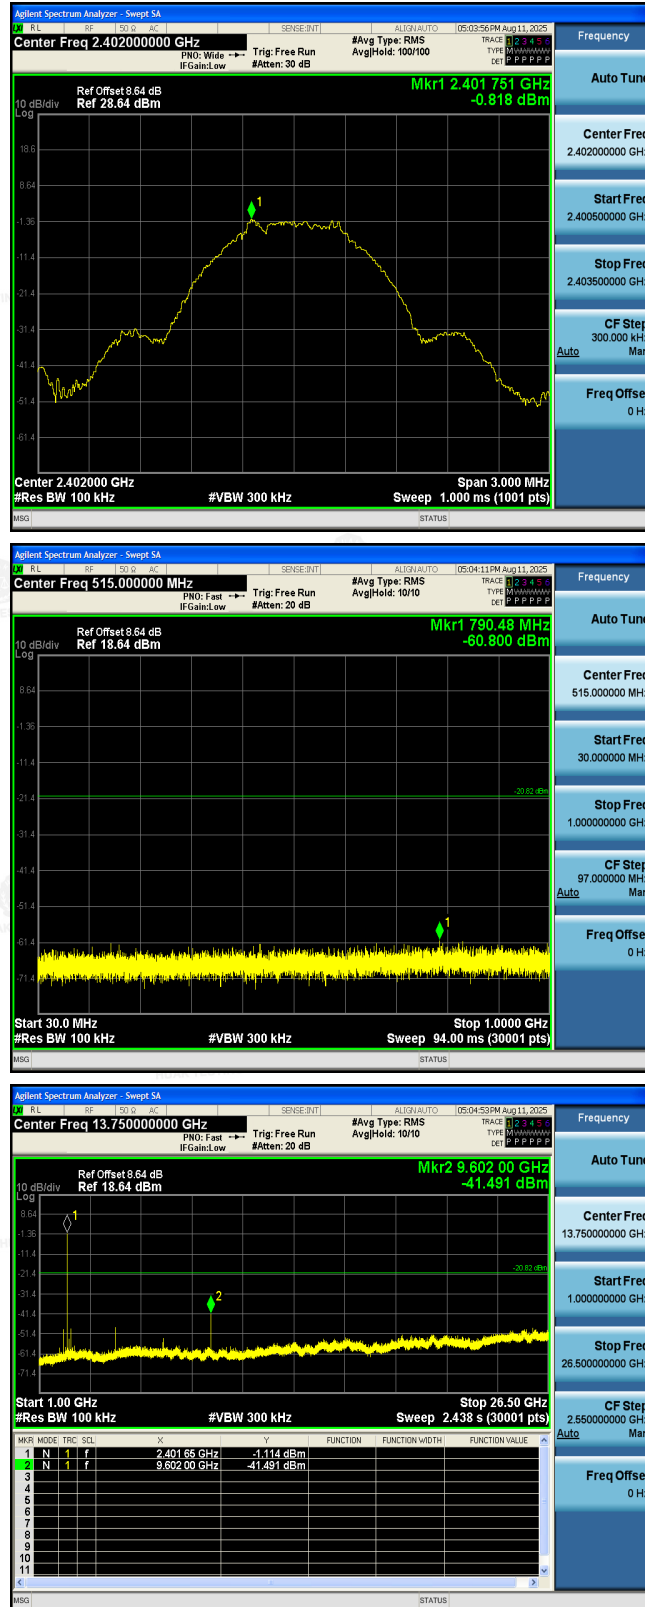 Agilent Spectrum Analyzer - Swept SA
LXI RL RF 50 Ω AC SENSE:INT ALIGN AUTO 05:03:56 PM Aug 11, 2025
Center Freq 2.402000000 GHz
PNO: Wide
IFGain:Low
Trig: Free Run
#Atten: 30 dB
#Avg Type: RMS
Avg|Hold: 100/100
TRACE 1 2 3 4 5 6
TYPE M
DET P P P P P P
Frequency
Mkr1 2.401 751 GHz
-0.818 dBm
Ref Offset 8.64 dB
Ref 28.64 dBm
10 dB/div
Log
18.6
8.64
-1.36
-11.4
-21.4
-31.4
-41.4
-51.4
-61.4
1
Center 2.402000 GHz
Span 3.000 MHz
#Res BW 100 kHz
#VBW 300 kHz
Sweep 1.000 ms (1001 pts)
MSG
STATUS
Auto Tune
Center Freq
2.402000000 GHz
Start Freq
2.400500000 GHz
Stop Freq
2.403500000 GHz
CF Step
300.000 kHz
Auto Man
Freq Offset
0 Hz
Agilent Spectrum Analyzer - Swept SA
LXI RL RF 50 Ω AC SENSE:INT ALIGN AUTO 05:04:11 PM Aug 11, 2025
Center Freq 515.000000 MHz
PNO: Fast
IFGain:Low
Trig: Free Run
#Atten: 20 dB
#Avg Type: RMS
Avg|Hold: 10/10
TRACE 1 2 3 4 5 6
TYPE M
DET P P P P P P
Frequency
Mkr1 790.48 MHz
-60.800 dBm
Ref Offset 8.64 dB
Ref 18.64 dBm
10 dB/div
Log
8.64
-1.36
-11.4
-21.4
-31.4
-41.4
-51.4
-61.4
-71.4
-20.82 dBm
1
Start 30.0 MHz
Stop 1.0000 GHz
#Res BW 100 kHz
#VBW 300 kHz
Sweep 94.00 ms (30001 pts)
MSG
STATUS
Auto Tune
Center Freq
515.000000 MHz
Start Freq
30.000000 MHz
Stop Freq
1.000000000 GHz
CF Step
97.000000 MHz
Auto Man
Freq Offset
0 Hz
Agilent Spectrum Analyzer - Swept SA
LXI RL RF 50 Ω AC SENSE:INT ALIGN AUTO 05:04:53 PM Aug 11, 2025
Center Freq 13.750000000 GHz
PNO: Fast
IFGain:Low
Trig: Free Run
#Atten: 20 dB
#Avg Type: RMS
Avg|Hold: 10/10
TRACE 1 2 3 4 5 6
TYPE M
DET P P P P P P
Frequency
Mkr2 9.602 00 GHz
-41.491 dBm
Ref Offset 8.64 dB
Ref 18.64 dBm
10 dB/div
Log
8.64
-1.36
-11.4
-21.4
-31.4
-41.4
-51.4
-61.4
-71.4
-20.82 dBm
1
2
Start 1.00 GHz
Stop 26.50 GHz
#Res BW 100 kHz
#VBW 300 kHz
Sweep 2.438 s (30001 pts)
MKR MODE TRC SCL X Y FUNCTION FUNCTION WIDTH FUNCTION VALUE
1 N 1 f 2.401 65 GHz -1.114 dBm
2 N 1 f 9.602 00 GHz -41.491 dBm
3
4
5
6
7
8
9
10
11
MSG
STATUS
Auto Tune
Center Freq
13.750000000 GHz
Start Freq
1.000000000 GHz
Stop Freq
26.500000000 GHz
CF Step
2.550000000 GHz
Auto Man
Freq Offset
0 Hz